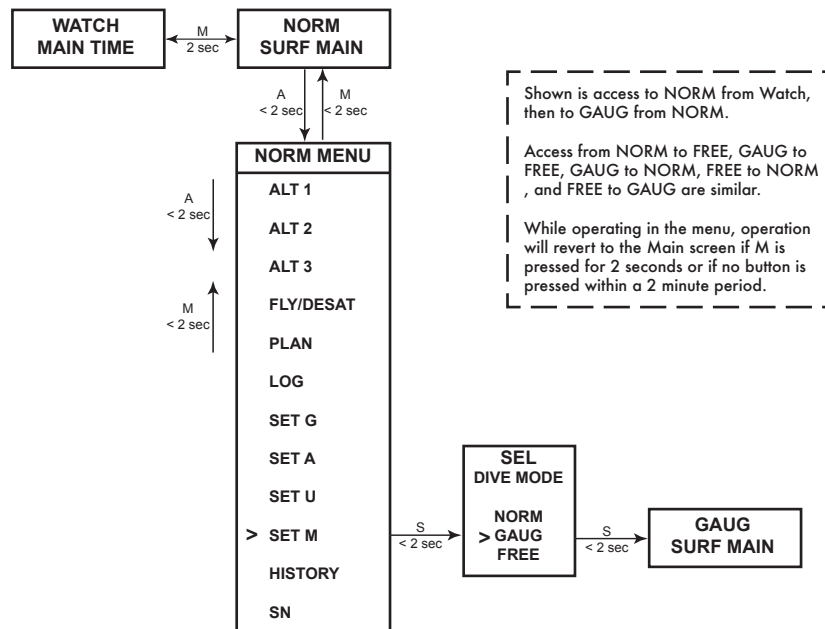 WATCH
MAIN TIME
M
2 sec
NORM
SURF MAIN
A
< 2 sec
M
< 2 sec
Shown is access to NORM from Watch,
then to GAUG from NORM.
Access from NORM to FREE, GAUG to
FREE, GAUG to NORM, FREE to NORM
, and FREE to GAUG are similar.
While operating in the menu, operation
will revert to the Main screen if M is
pressed for 2 seconds or if no button is
pressed within a 2 minute period.
NORM MENU
A
< 2 sec
M
< 2 sec
ALT 1
ALT 2
ALT 3
FLY/DESAT
PLAN
LOG
SET G
SET A
SET U
> SET M
HISTORY
SN
S
< 2 sec
SEL
DIVE MODE
NORM
> GAUG
FREE
S
< 2 sec
GAUG
SURF MAIN